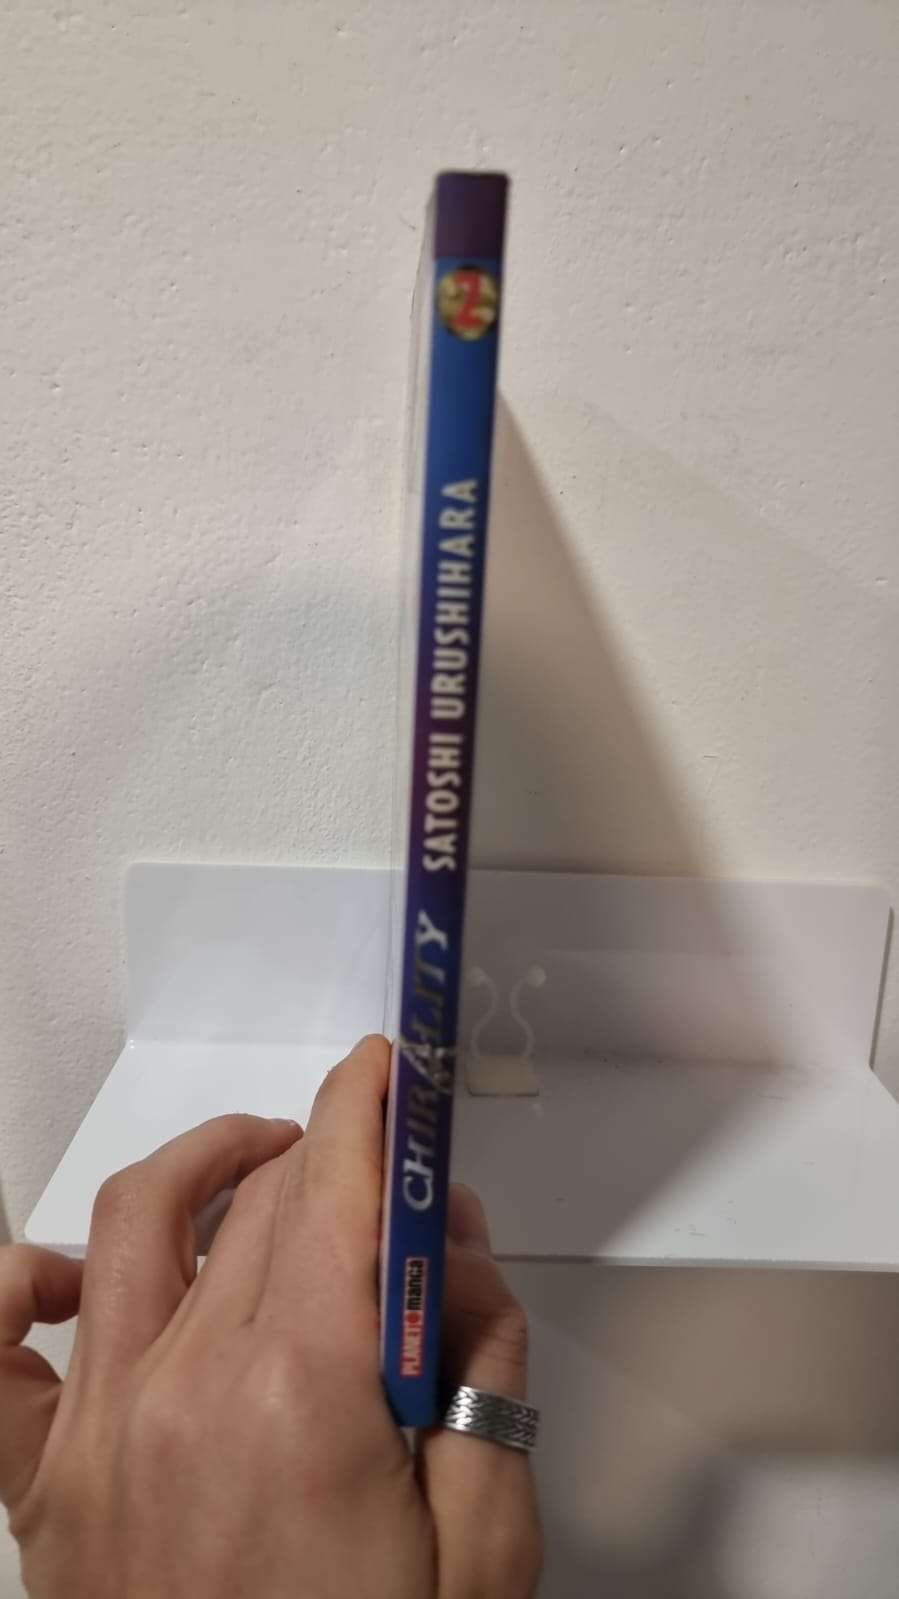 2
SATOSHI URUSHIHARA
CHIRALITY
PLANET manga